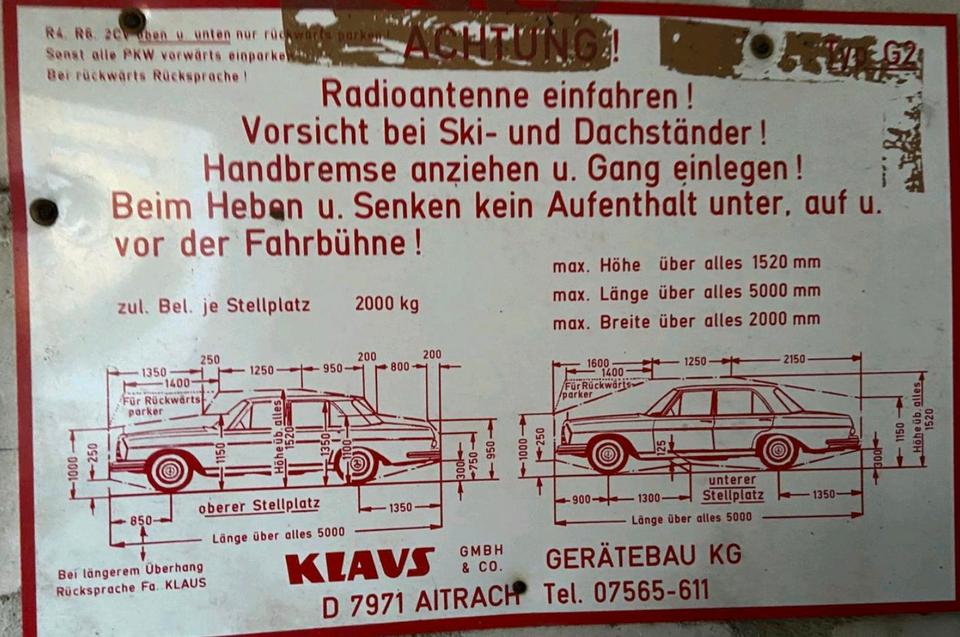 R4. R6. 2CV oben u unten nur rückwärts parken!
Sonst alle PKW vorwärts einparken
Bei rückwärts Rücksprache!
ACHTUNG!
Typ G2
Radioantenne einfahren!
Vorsicht bei Ski- und Dachständer!
Handbremse anziehen u. Gang einlegen!
Beim Heben u. Senken kein Aufenthalt unter, auf u.
vor der Fahrbühne!
zul. Bel. je Stellplatz 2000 kg
max. Höhe über alles 1520 mm
max. Länge über alles 5000 mm
max. Breite über alles 2000 mm
250 200 200
1350 1250 950 800
1400
Für Rückwärts-
parker
1000
250
1150
Höhe üb. alles
1520
1350
1100
300
750
950
oberer Stellplatz
850
1350
Länge über alles 5000
Bei längerem Überhang
Rücksprache Fa. KLAUS
1600 1250 2150
1400
Für Rückwärts-
parker
1000
250
125
1150
Höhe üb. alles
1520
300
unterer
Stellplatz
900 1300 1350
Länge über alles 5000
KLAUS GMBH
& CO.
GERÄTEBAU KG
D 7971 AITRACH Tel. 07565-611